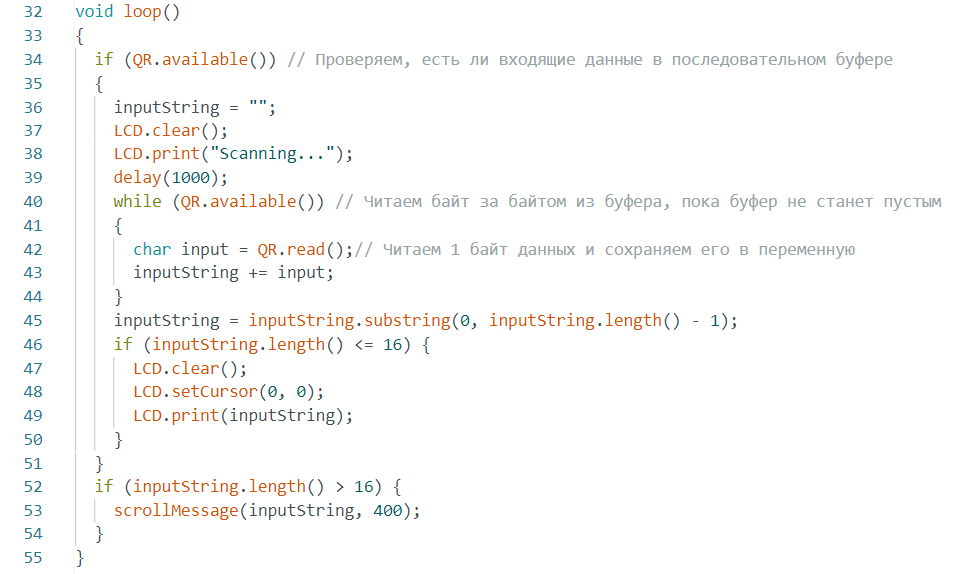 32 void loop()
33 {
34 if (QR.available()) // Проверяем, есть ли входящие данные в последовательном буфере
35 {
36 inputString = "";
37 LCD.clear();
38 LCD.print("Scanning...");
39 delay(1000);
40 while (QR.available()) // Читаем байт за байтом из буфера, пока буфер не станет пустым
41 {
42 char input = QR.read();// Читаем 1 байт данных и сохраняем его в переменную
43 inputString += input;
44 }
45 inputString = inputString.substring(0, inputString.length() - 1);
46 if (inputString.length() <= 16) {
47 LCD.clear();
48 LCD.setCursor(0, 0);
49 LCD.print(inputString);
50 }
51 }
52 if (inputString.length() > 16) {
53 scrollMessage(inputString, 400);
54 }
55 }